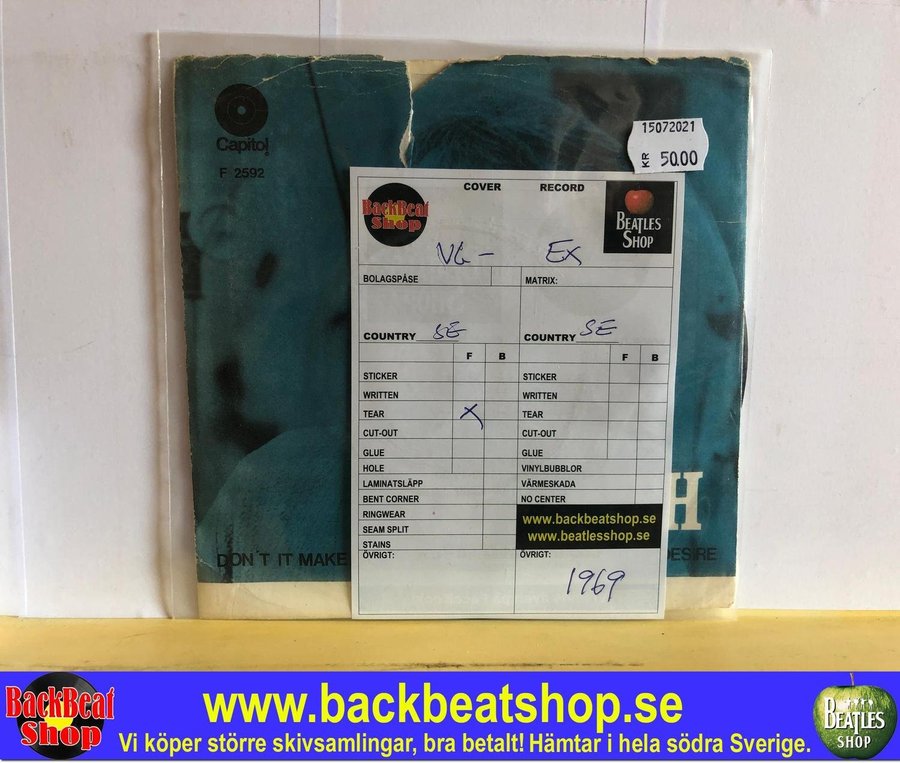 Capitol
F 2592
15072021
KR 50.00
BackBeat
Shop
COVER RECORD
BEATLES
SHOP
VG- EX
BOLAGSPÅSE MATRIX:
COUNTRY SE COUNTRY SE
F B F B
STICKER STICKER
WRITTEN WRITTEN
TEAR X TEAR
CUT-OUT CUT-OUT
GLUE GLUE
HOLE VINYLBUBBLOR
LAMINATSLÄPP VÄRMESKADA
BENT CORNER NO CENTER
RINGWEAR www.backbeatshop.se
SEAM SPLIT www.beatlesshop.se
STAINS
ÖVRIGT: ÖVRIGT:
1969
H
DON'T IT MAKE DESIRE
BackBeat
Shop
www.backbeatshop.se
Vi köper större skivsamlingar, bra betalt! Hämtar i hela södra Sverige.
BEATLES
SHOP